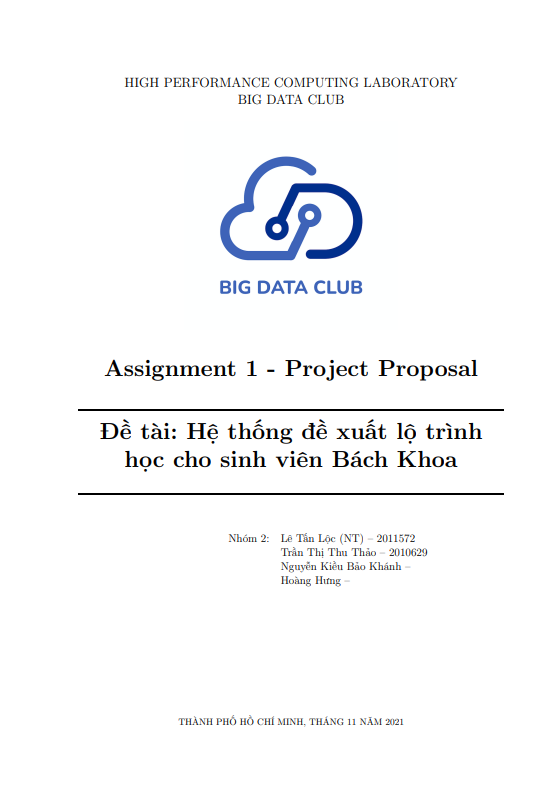 HIGH PERFORMANCE COMPUTING LABORATORY
BIG DATA CLUB
BIG DATA CLUB
Assignment 1 - Project Proposal
Đề tài: Hệ thống đề xuất lộ trình
học cho sinh viên Bách Khoa
Nhóm 2: Lê Tấn Lộc (NT) – 2011572
Trần Thị Thu Thảo – 2010629
Nguyễn Kiều Bảo Khánh –
Hoàng Hưng –
THÀNH PHỐ HỒ CHÍ MINH, THÁNG 11 NĂM 2021